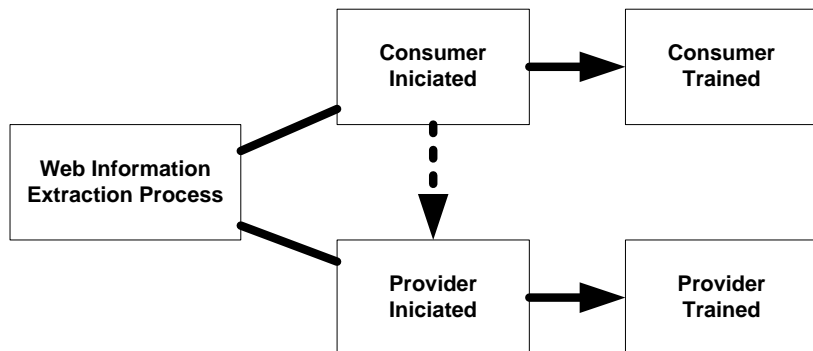 Consumer
Iniciated
Consumer
Trained
Web Information
Extraction Process
Provider
Iniciated
Provider
Trained